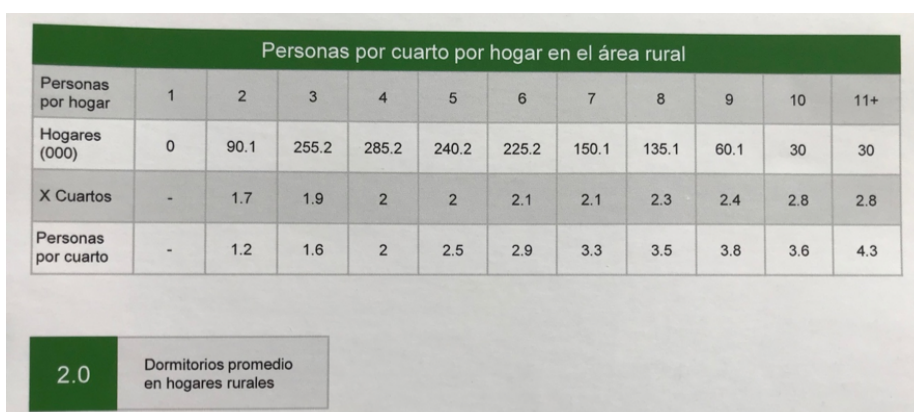 Personas por cuarto por hogar en el área rural
Personas
por hogar 1 2 3 4 5 6 7 8 9 10 11+
Hogares
(000) 0 90.1 255.2 285.2 240.2 225.2 150.1 135.1 60.1 30 30
X Cuartos - 1.7 1.9 2 2 2.1 2.1 2.3 2.4 2.8 2.8
Personas
por cuarto - 1.2 1.6 2 2.5 2.9 3.3 3.5 3.8 3.6 4.3
2.0 Dormitorios promedio
en hogares rurales